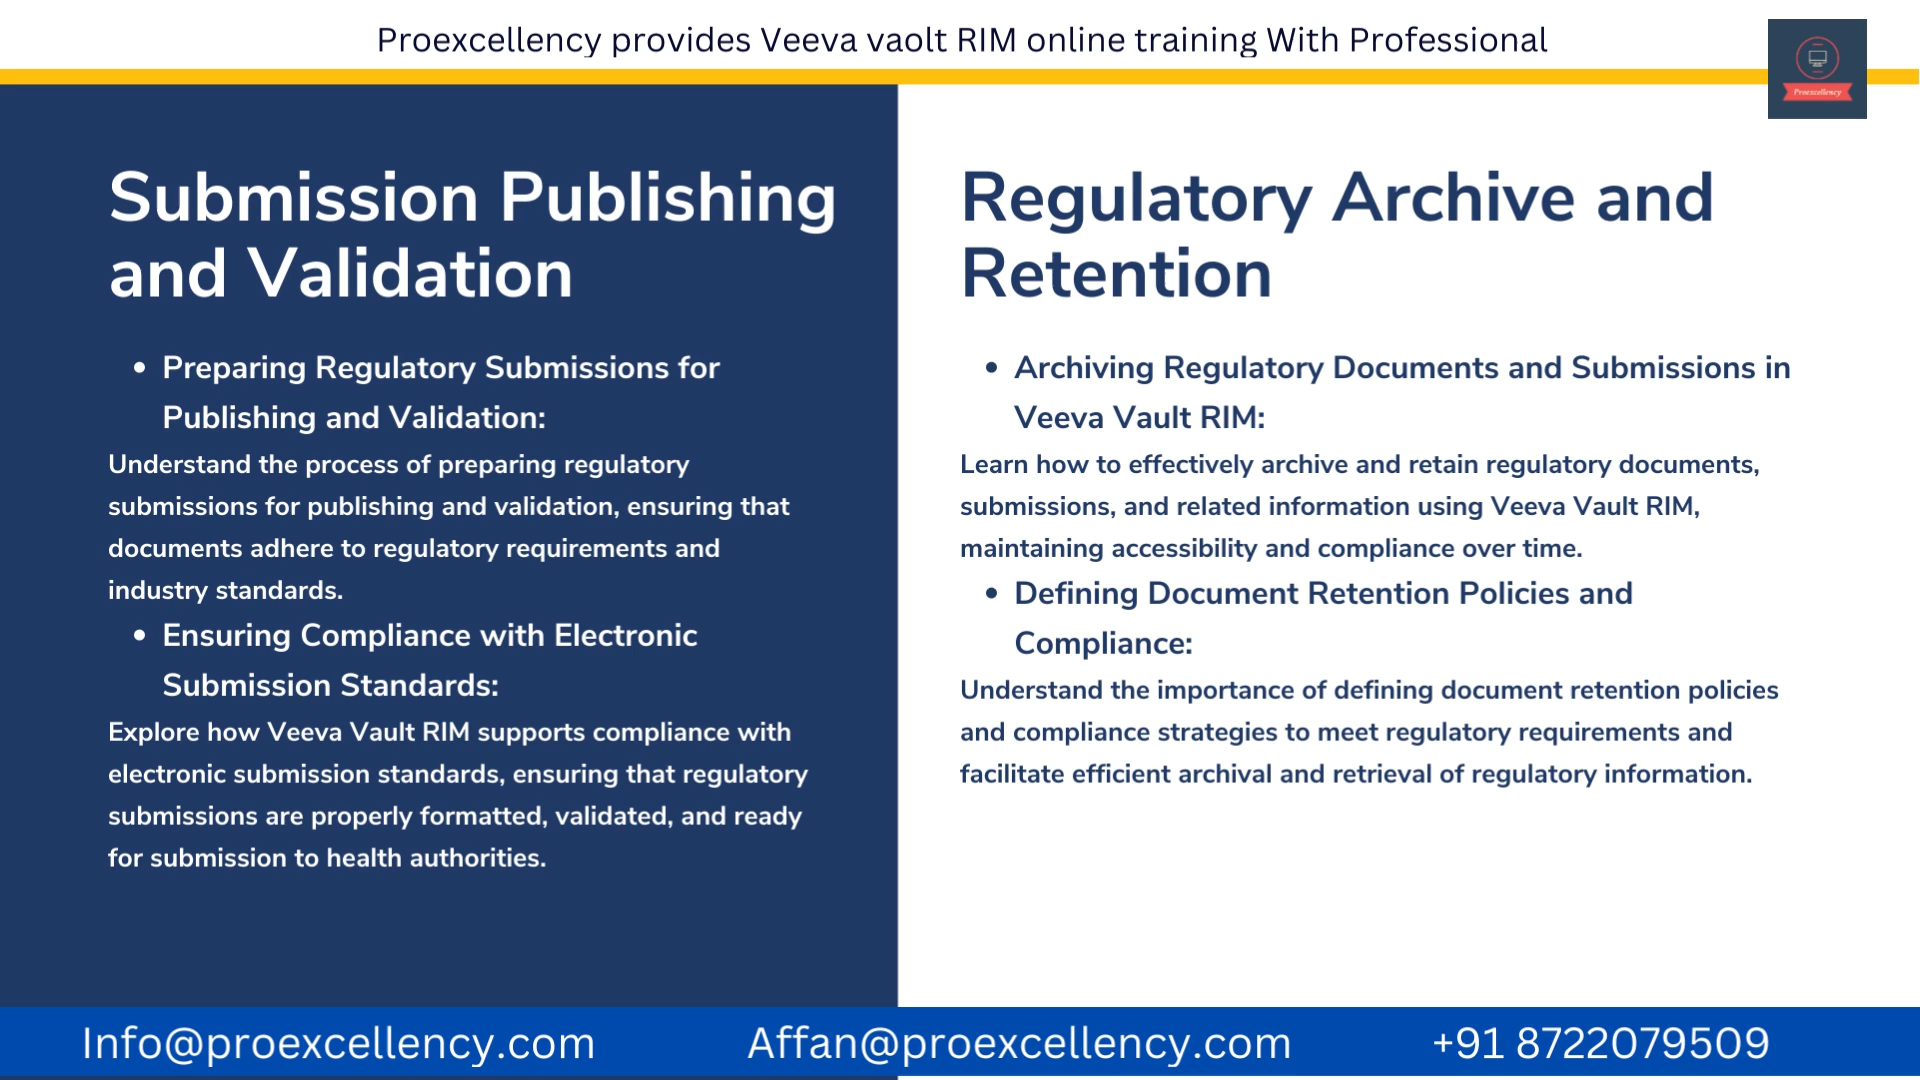 Proexcellency provides Veeva vaolt RIM online training With Professional
Proexcellency
Submission Publishing
and Validation
• Preparing Regulatory Submissions for
Publishing and Validation:
Understand the process of preparing regulatory
submissions for publishing and validation, ensuring that
documents adhere to regulatory requirements and
industry standards.
• Ensuring Compliance with Electronic
Submission Standards:
Explore how Veeva Vault RIM supports compliance with
electronic submission standards, ensuring that regulatory
submissions are properly formatted, validated, and ready
for submission to health authorities.
Regulatory Archive and
Retention
• Archiving Regulatory Documents and Submissions in
Veeva Vault RIM:
Learn how to effectively archive and retain regulatory documents,
submissions, and related information using Veeva Vault RIM,
maintaining accessibility and compliance over time.
• Defining Document Retention Policies and
Compliance:
Understand the importance of defining document retention policies
and compliance strategies to meet regulatory requirements and
facilitate efficient archival and retrieval of regulatory information.
Info@proexcellency.com
Affan@proexcellency.com
+91 8722079509